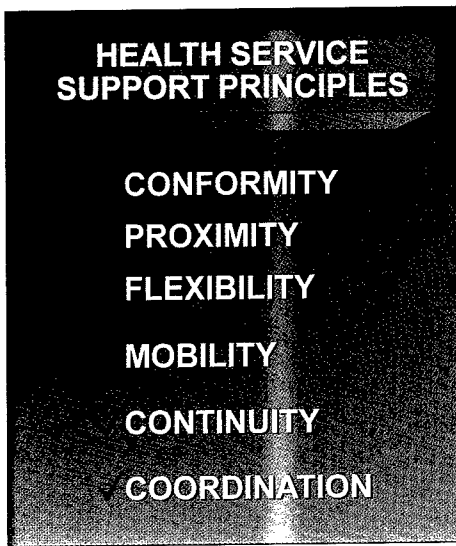 HEALTH SERVICE
SUPPORT PRINCIPLES
CONFORMITY
PROXIMITY
FLEXIBILITY
MOBILITY
CONTINUITY
COORDINATION